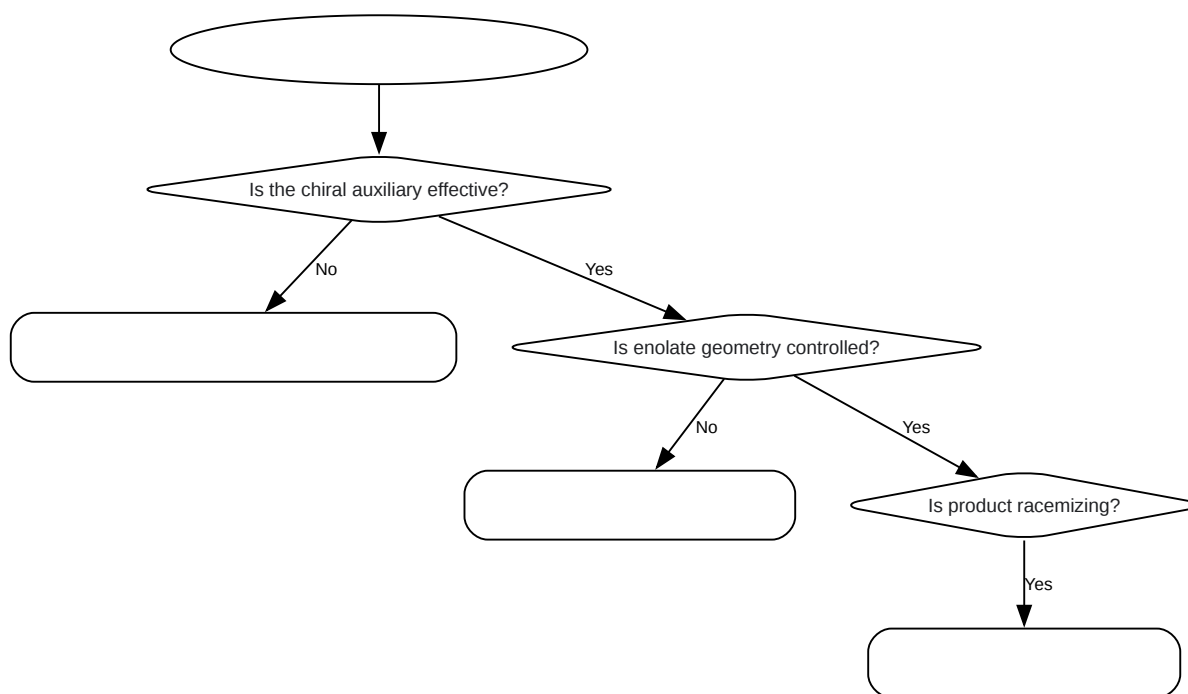 Is the chiral auxiliary effective?
No
Yes
Is enolate geometry controlled?
No
Yes
Is product racemizing?
Yes